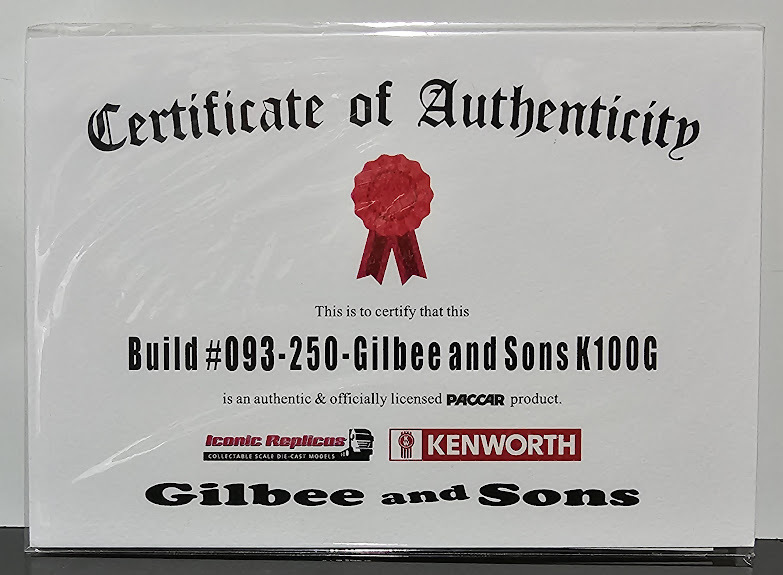 Certificate of Authenticity
This is to certify that this
Build #093-250-Gilbee and Sons K100G
is an authentic & officially licensed PACCAR product.
Iconic Replicas
COLLECTABLE SCALE DIE-CAST MODELS
KENWORTH
Gilbee and Sons